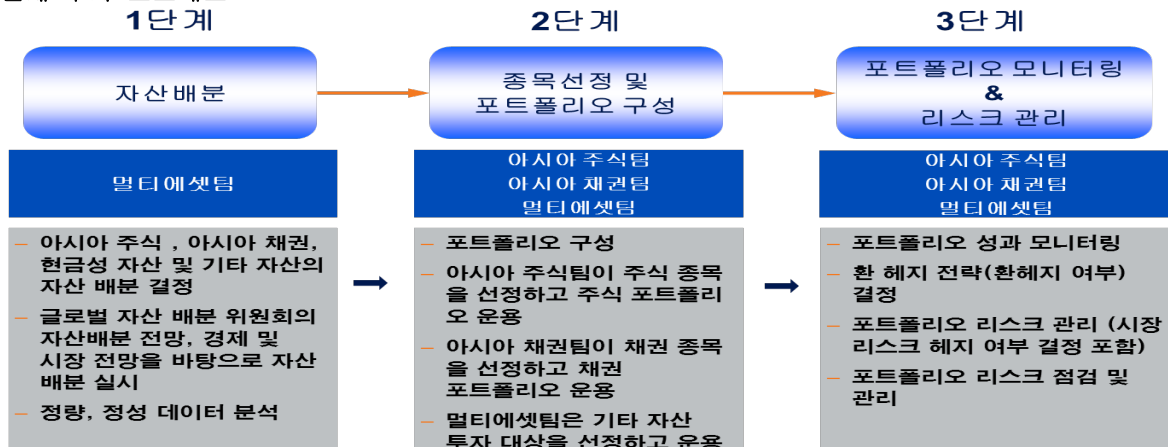 1단계
2단계
3단계
자산배분
종목선정 및
포트폴리오 구성
포트폴리오 모니터링
&
리스크 관리
멀티에셋팀
아시아 주식팀
아시아 채권팀
멀티에셋팀
아시아 주식팀
아시아 채권팀
멀티에셋팀
– 아시아 주식 , 아시아 채권,
현금성 자산 및 기타 자산의
자산 배분 결정
– 글로벌 자산 배분 위원회의
자산배분 전망, 경제 및
시장 전망을 바탕으로 자산
배분 실시
– 정량, 정성 데이터 분석
– 포트폴리오 구성
– 아시아 주식팀이 주식 종목
을 선정하고 주식 포트폴리
오 운용
– 아시아 채권팀이 채권 종목
을 선정하고 채권
포트폴리오 운용
– 멀티에셋팀은 기타 자산
투자 대상을 선정하고 운용
– 포트폴리오 성과 모니터링
– 환 헤지 전략(환헤지 여부)
결정
– 포트폴리오 리스크 관리 (시장
리스크 헤지 여부 결정 포함)
– 포트폴리오 리스크 점검 및
관리